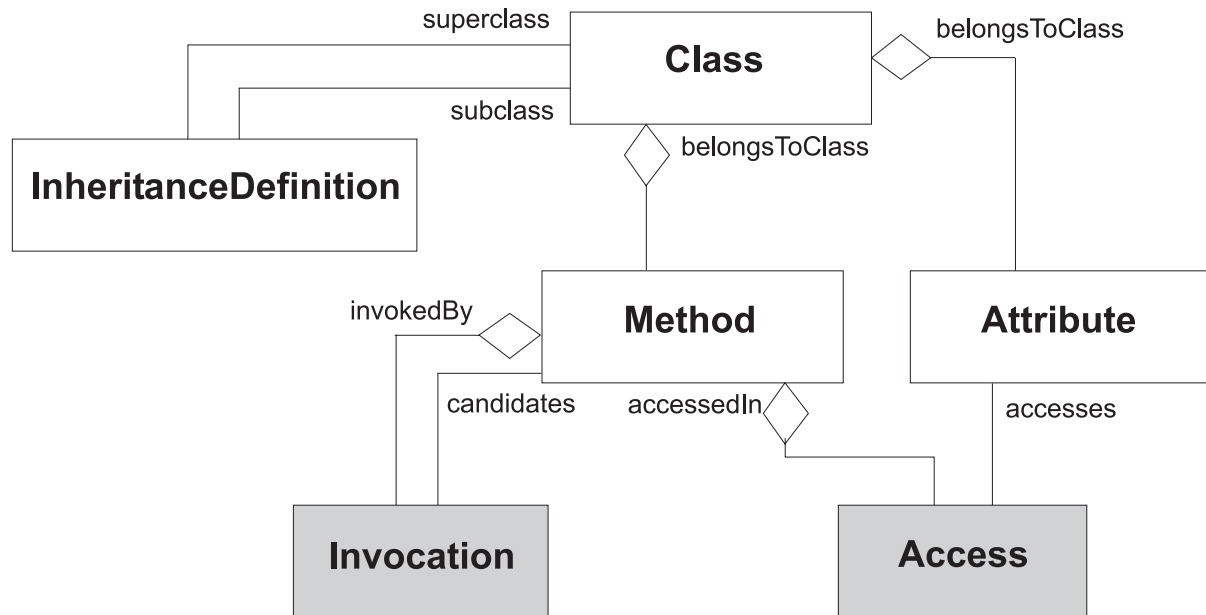 superclass
belongsToClass
Class
subclass
belongsToClass
InheritanceDefinition
invokedBy
Method
Attribute
candidates
accessedIn
accesses
Invocation
Access